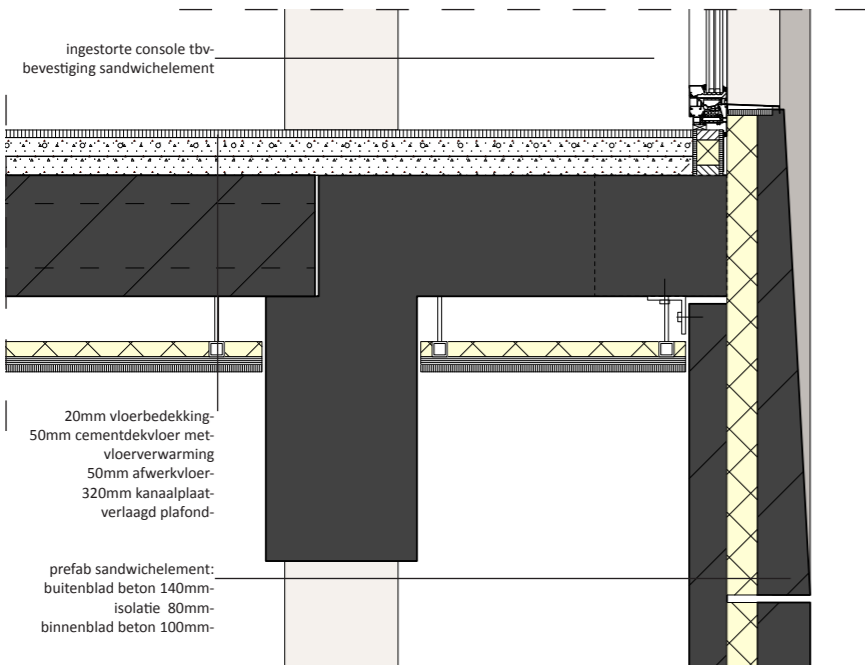 ingestorte console tbv-
bevestiging sandwichelement
20mm vloerbedekking-
50mm cementdekvloer met-
vloerverwarming
50mm afwerkvloer-
320mm kanaalplaat-
verlaagd plafond-
prefab sandwichelement:
buitenblad beton 140mm-
isolatie 80mm-
binnenblad beton 100mm-